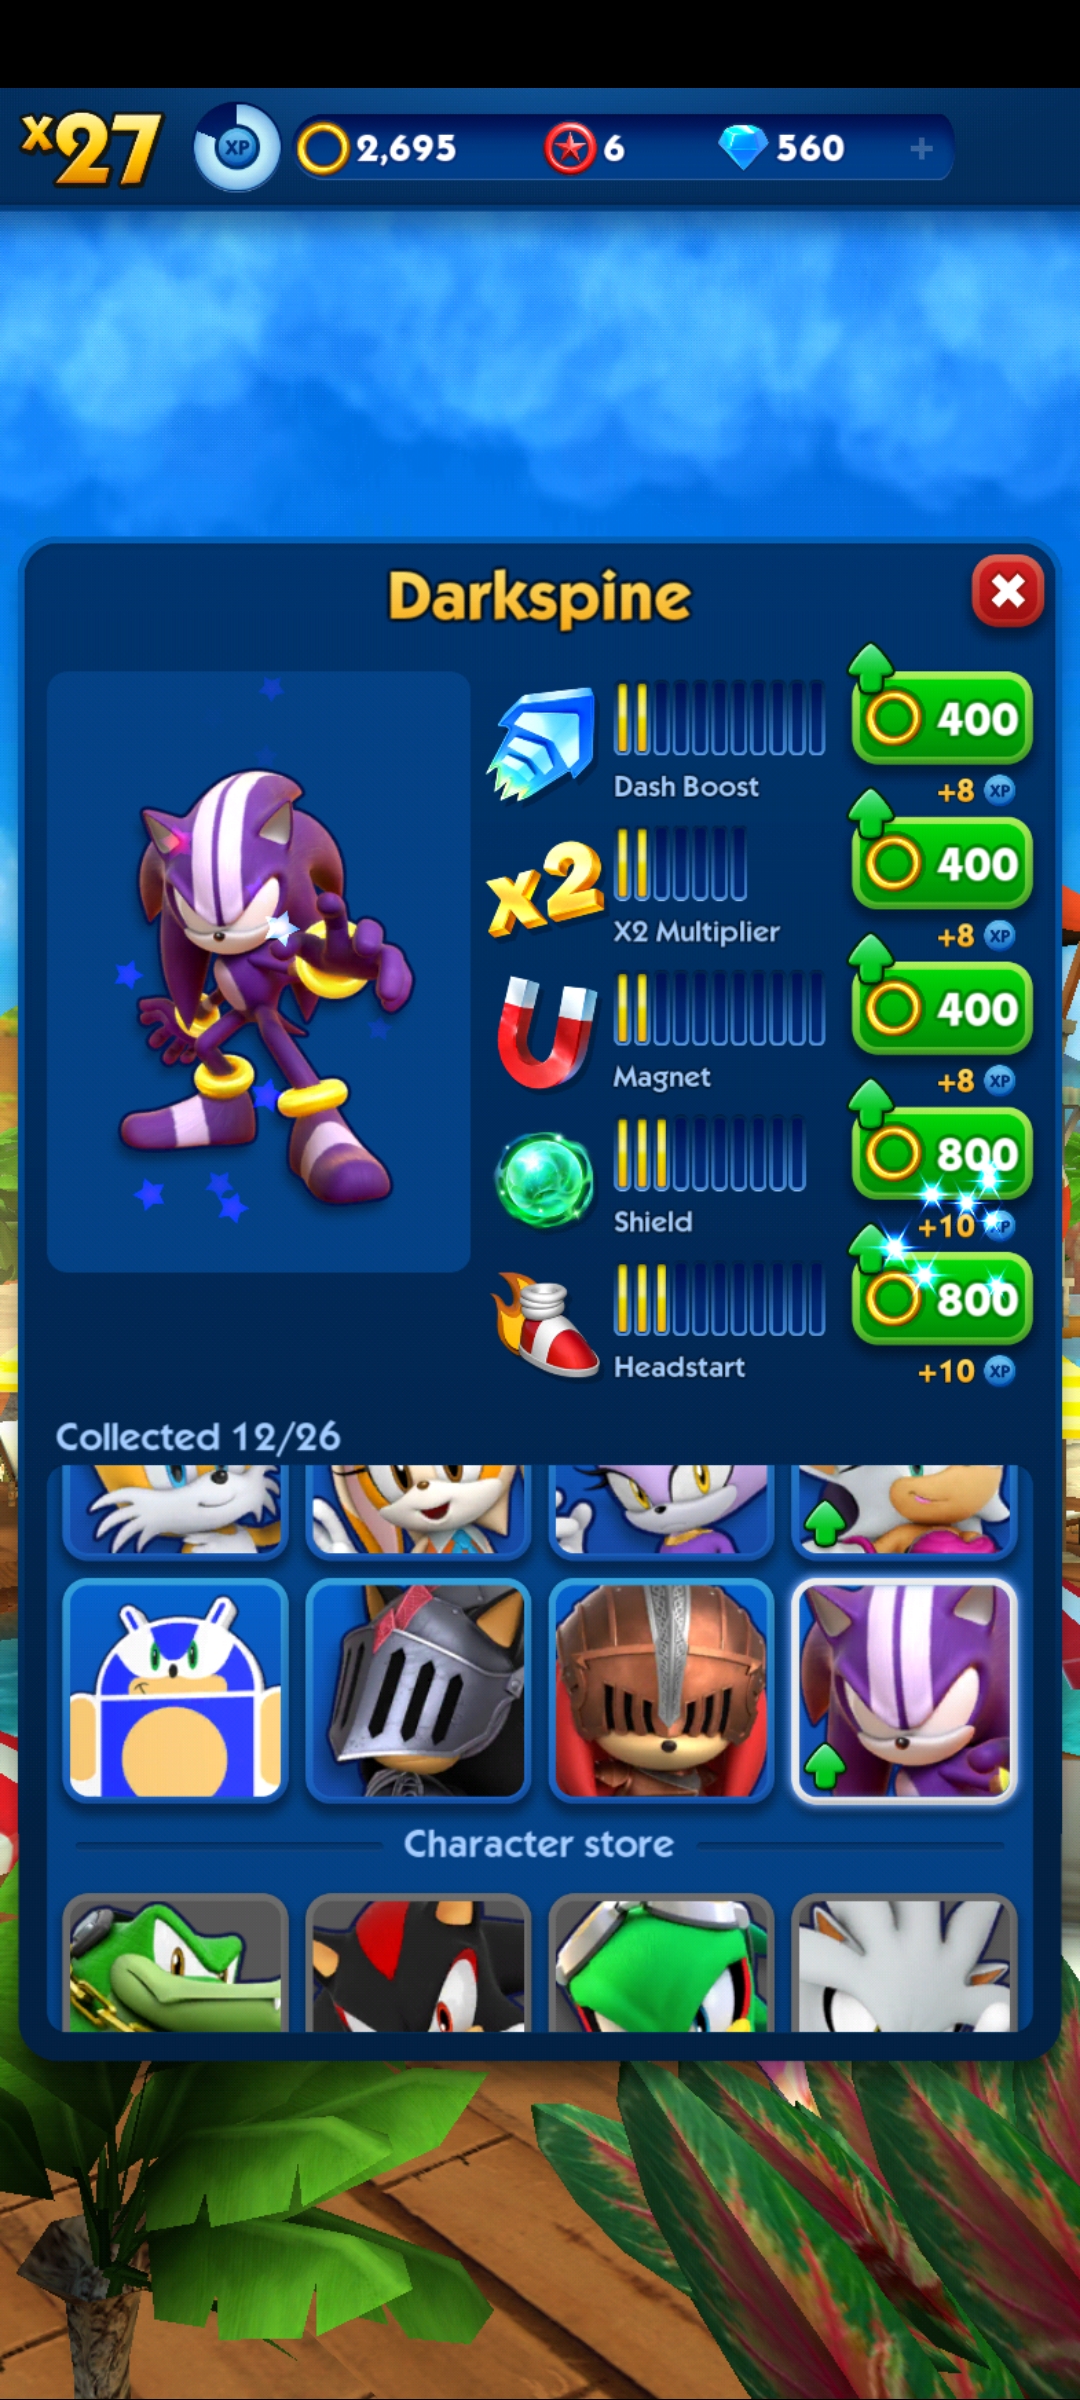 x27 XP 2,695 6 560 +
Darkspine
400
Dash Boost
+8 XP
x2
400
X2 Multiplier
+8 XP
400
Magnet
+8 XP
800
Shield
+10 XP
800
Headstart
+10 XP
Collected 12/26
Character store